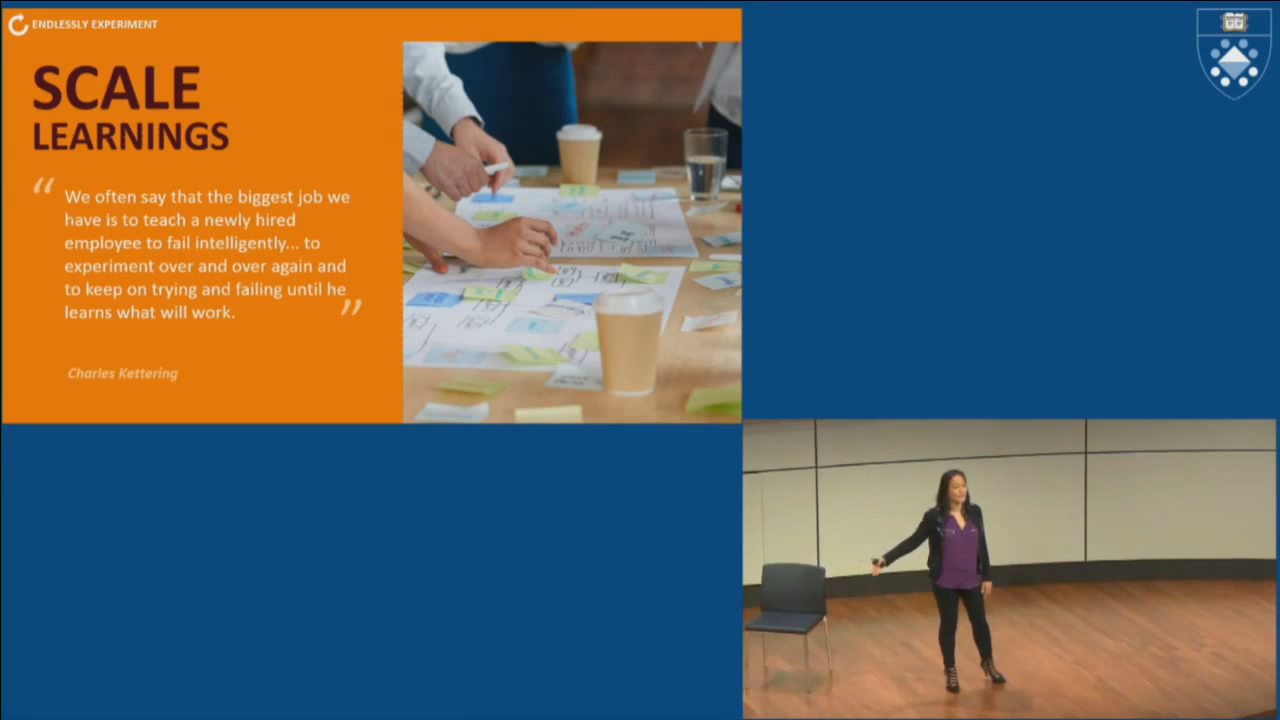 ENDLESSLY EXPERIMENT
SCALE
LEARNINGS
“ We often say that the biggest job we
have is to teach a newly hired
employee to fail intelligently... to
experiment over and over again and
to keep on trying and failing until he
learns what will work. ”
Charles Kettering